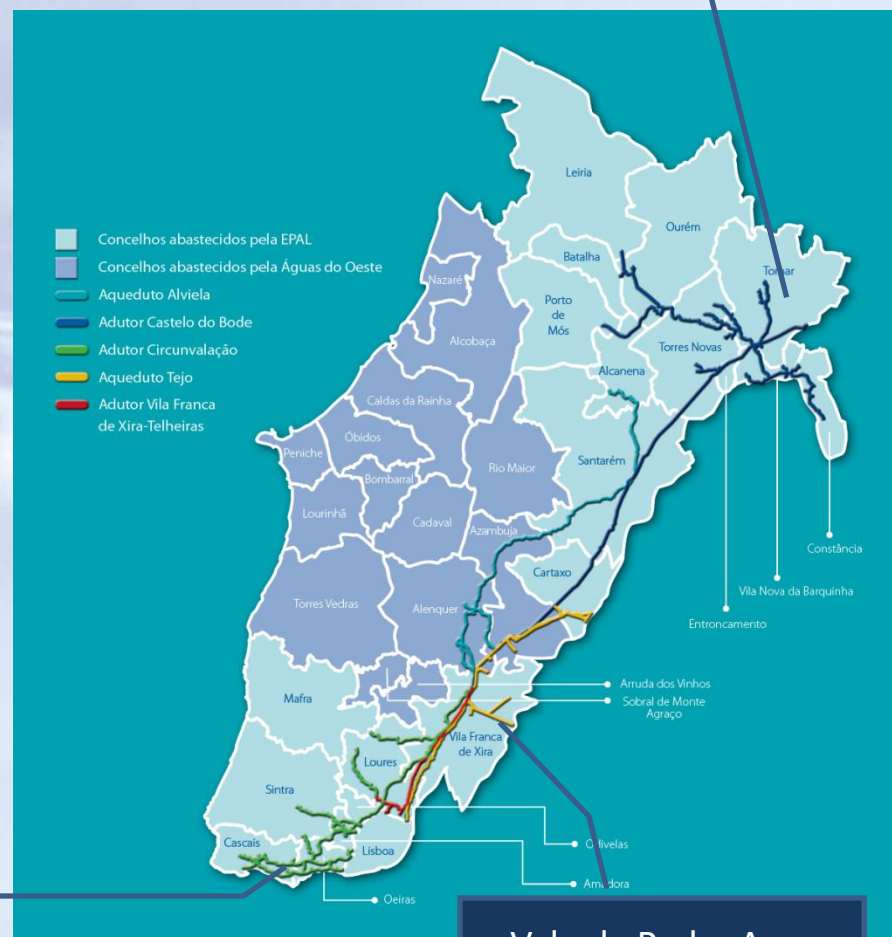 Leiria
Ourém
Concelhos abastecidos pela EPAL
Batalha
Concelhos abastecidos pela Águas do Oeste
Tomar
Nazaré
Aqueduto Alviela
Porto
de
Mós
Adutor Castelo do Bode
Alcobaça
Torres Novas
Adutor Circunvalação
Alcanena
Aqueduto Tejo
Caldas da Rainha
Adutor Vila Franca
de Xira-Telheiras
Óbidos
Peniche
Santarém
Rio Maior
Bombarral
Lourinhã
Cadaval
Azambuja
Constância
Cartaxo
Vila Nova da Barquinha
Torres Vedras
Alenquer
Entroncamento
Arruda dos Vinhos
Mafra
Sobral de Monte
Agraço
Vila Franca
de Xira
Loures
Sintra
Cascais
Lisboa
Odivelas
Amadora
Oeiras